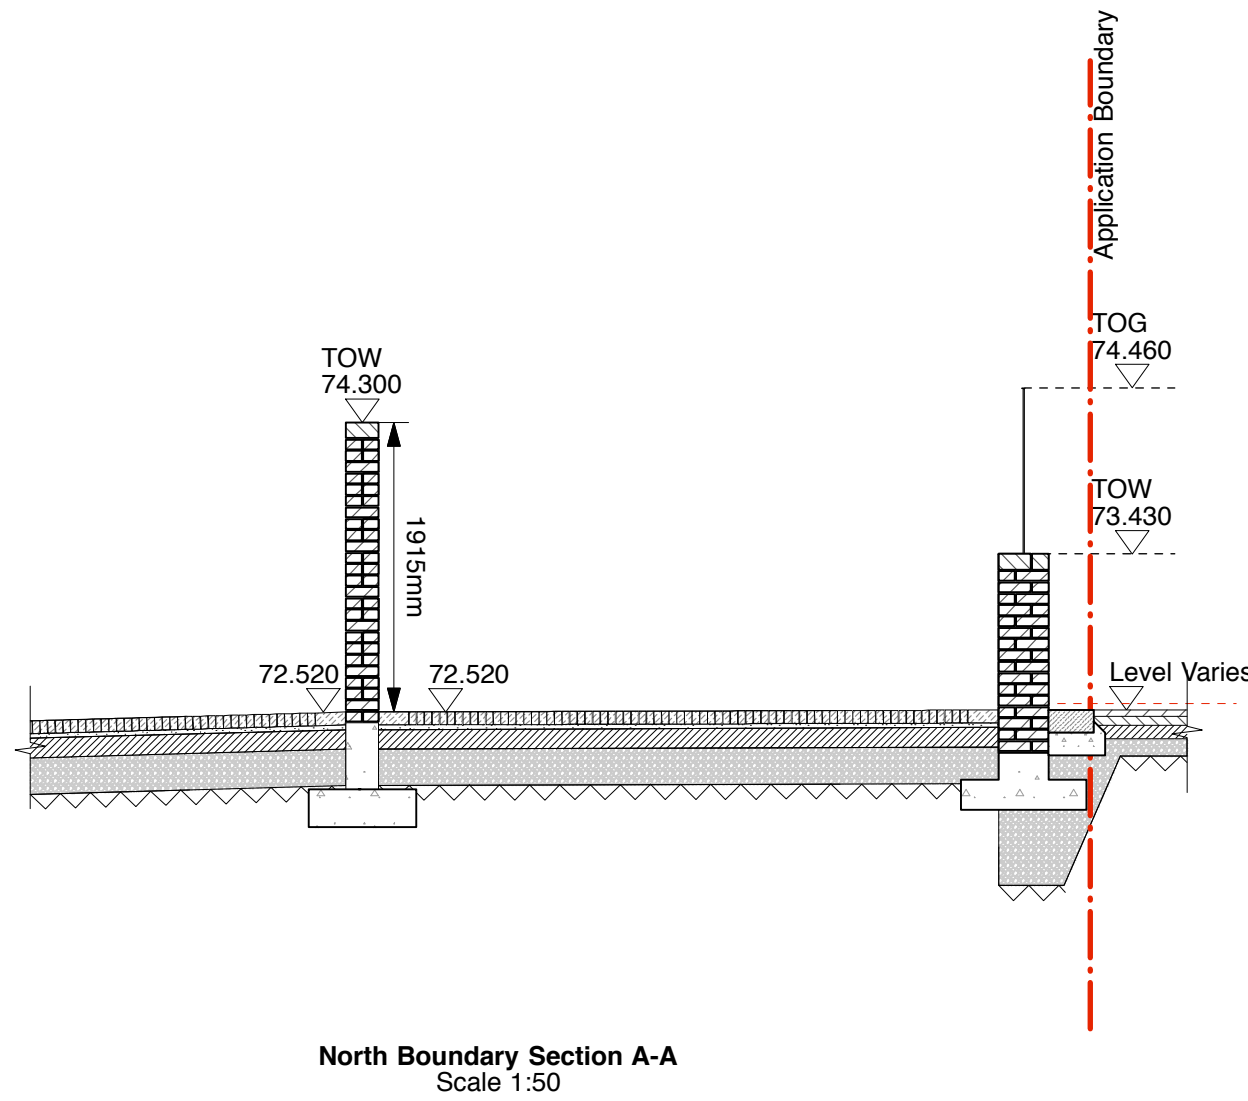 Application Boundary
TOG
74.460
TOW
74.300
TOW
73.430
1915mm
72.520
72.520
Level Varies
North Boundary Section A-A
Scale 1:50